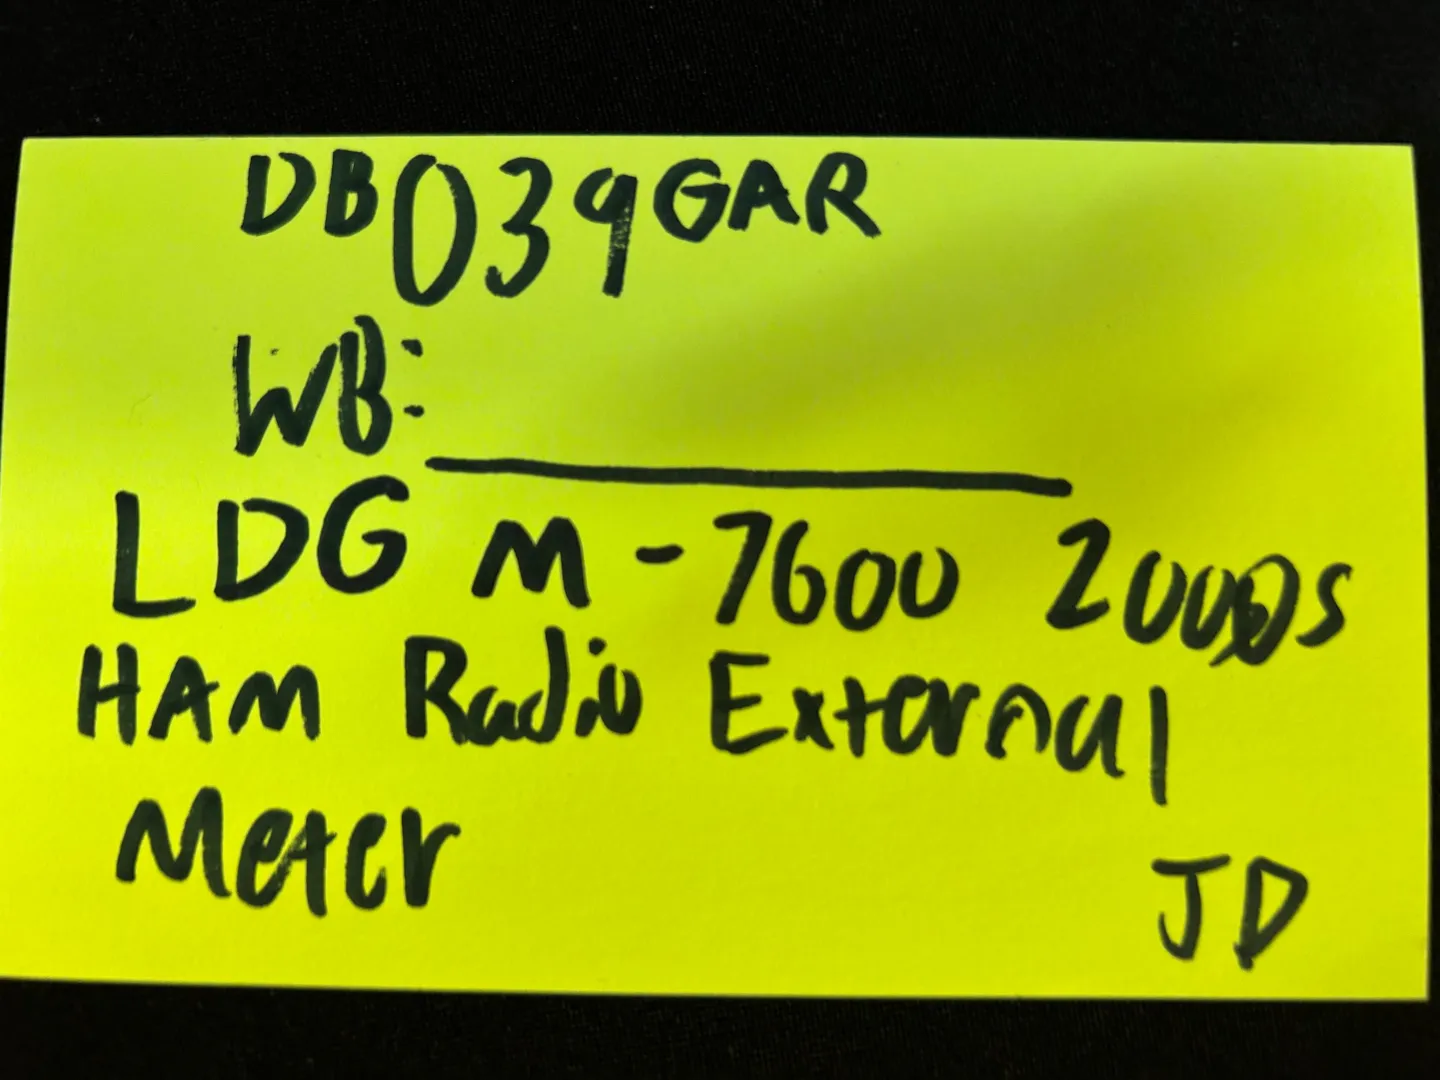 DB039GAR
WB:
LDG M-7600 2000s
HAM Radio External
Meter
JD